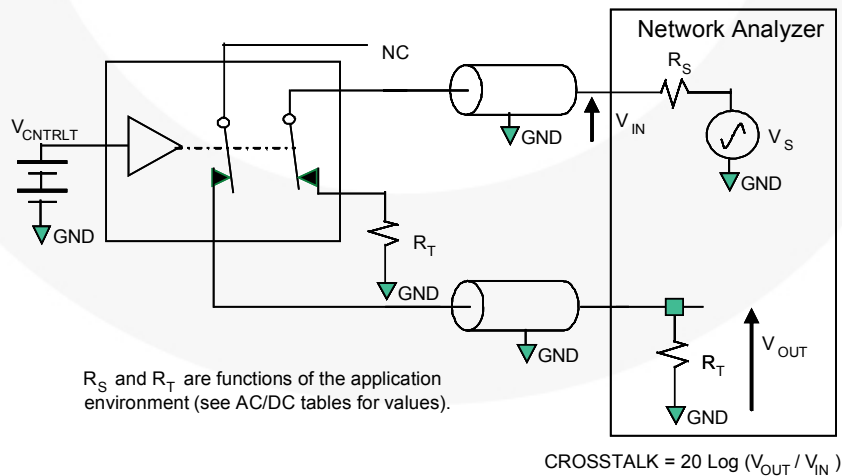 Network Analyzer
NC
R_S
V_CNTRLT
GND
V_IN
V_S
GND
GND
R_T
GND
GND
R_T
V_OUT
GND
R_S and R_T are functions of the application
environment (see AC/DC tables for values).
CROSSTALK = 20 Log (V_OUT / V_IN )